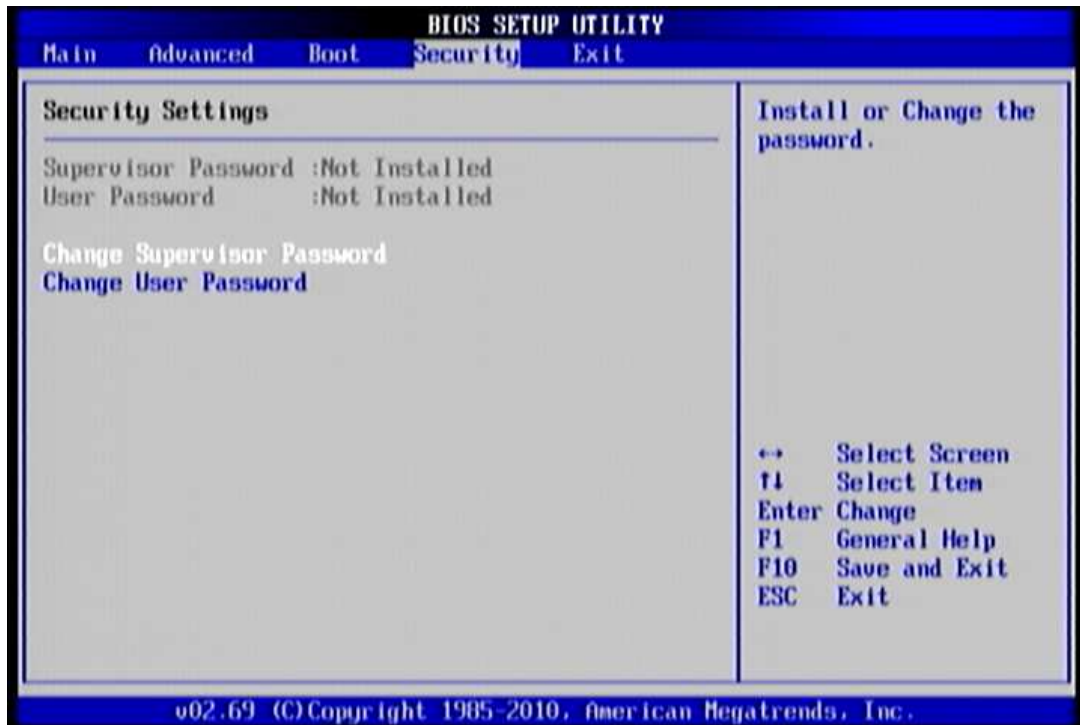 BIOS SETUP UTILITY
Main Advanced Boot Security Exit
Security Settings
Supervisor Password :Not Installed
User Password :Not Installed
Change Supervisor Password
Change User Password
Install or Change the
password.
↔ Select Screen
↑↓ Select Item
Enter Change
F1 General Help
F10 Save and Exit
ESC Exit
v02.69 (C)Copyright 1985-2010, American Megatrends, Inc.